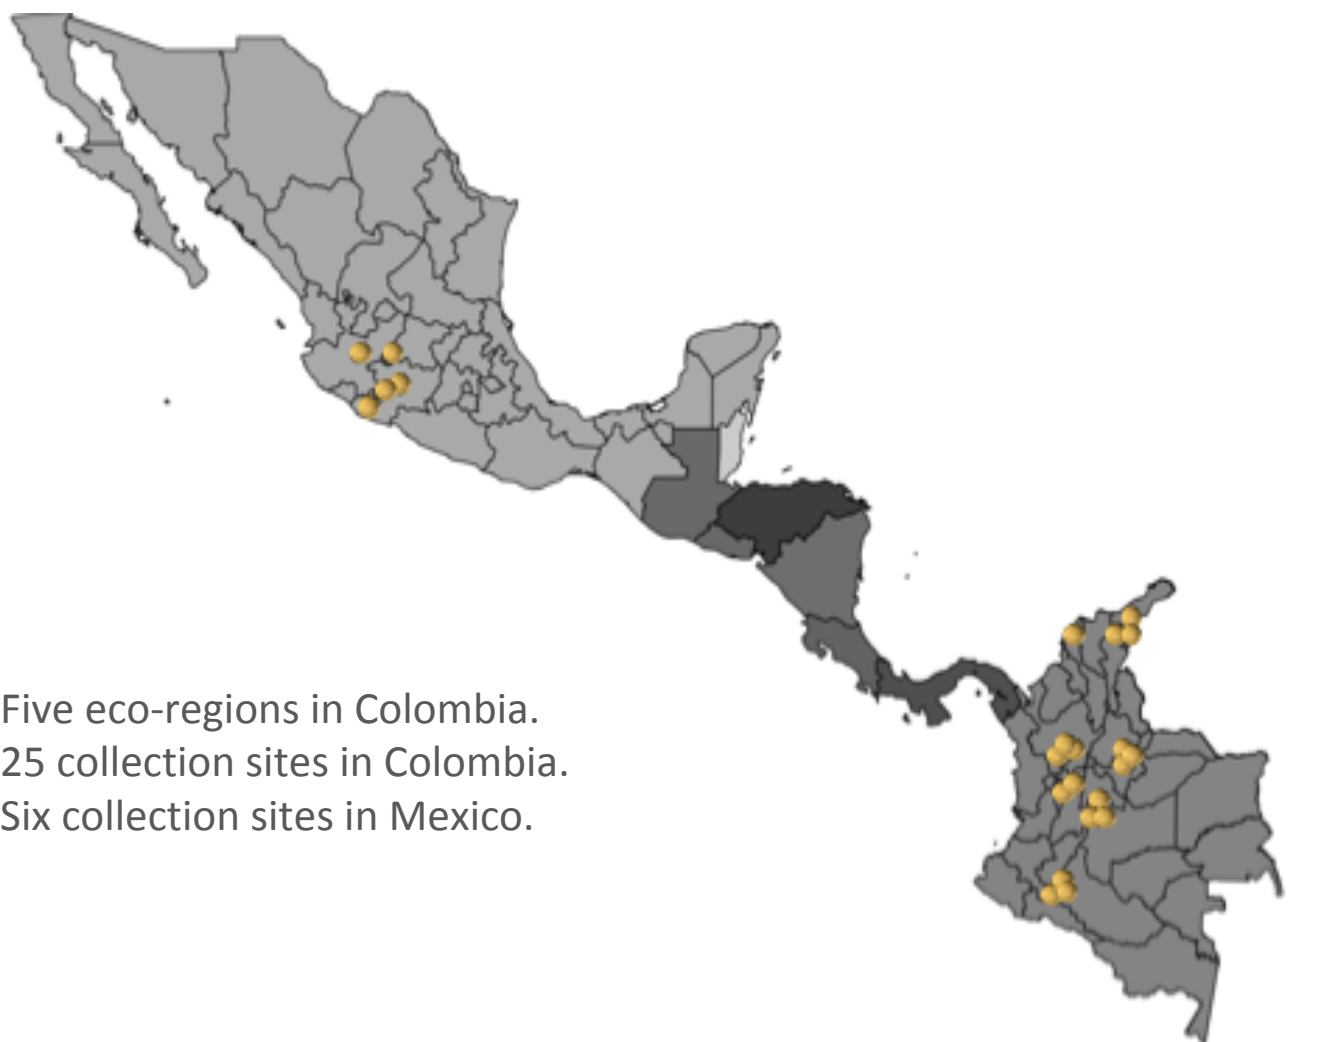 Five eco-regions in Colombia.
25 collection sites in Colombia.
Six collection sites in Mexico.